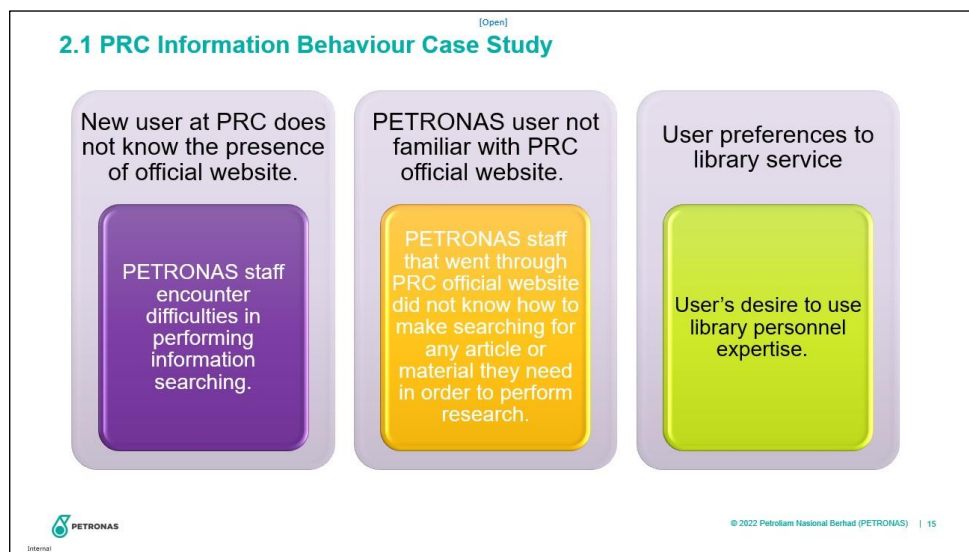 [Open]
2.1 PRC Information Behaviour Case Study
New user at PRC does
not know the presence
of official website.
PETRONAS staff
encounter
difficulties in
performing
information
searching.
PETRONAS user not
familiar with PRC
official website.
PETRONAS staff
that went through
PRC official website
did not know how to
make searching for
any article or
material they need
in order to perform
research.
User preferences to
library service
User’s desire to use
library personnel
expertise.
PETRONAS
Internal
© 2022 Petroliam Nasional Berhad (PETRONAS) | 15